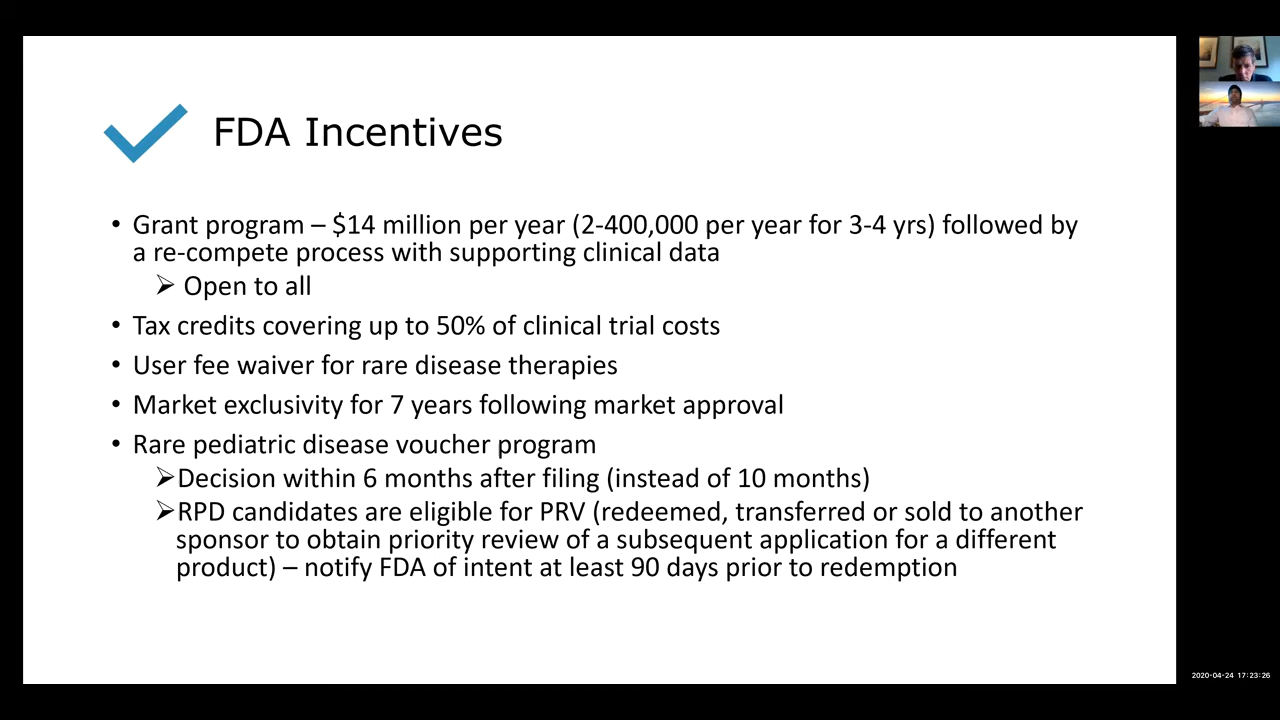 FDA Incentives
• Grant program – $14 million per year (2-400,000 per year for 3-4 yrs) followed by
a re-compete process with supporting clinical data
➢ Open to all
• Tax credits covering up to 50% of clinical trial costs
• User fee waiver for rare disease therapies
• Market exclusivity for 7 years following market approval
• Rare pediatric disease voucher program
➢Decision within 6 months after filing (instead of 10 months)
➢RPD candidates are eligible for PRV (redeemed, transferred or sold to another
sponsor to obtain priority review of a subsequent application for a different
product) – notify FDA of intent at least 90 days prior to redemption
2020-04-24 17:23:26